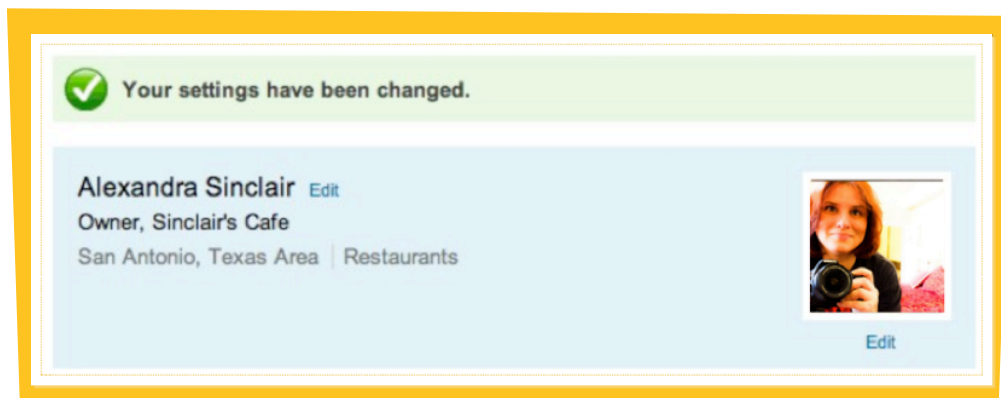 Your settings have been changed.
Alexandra Sinclair Edit
Owner, Sinclair's Cafe
San Antonio, Texas Area | Restaurants
Edit